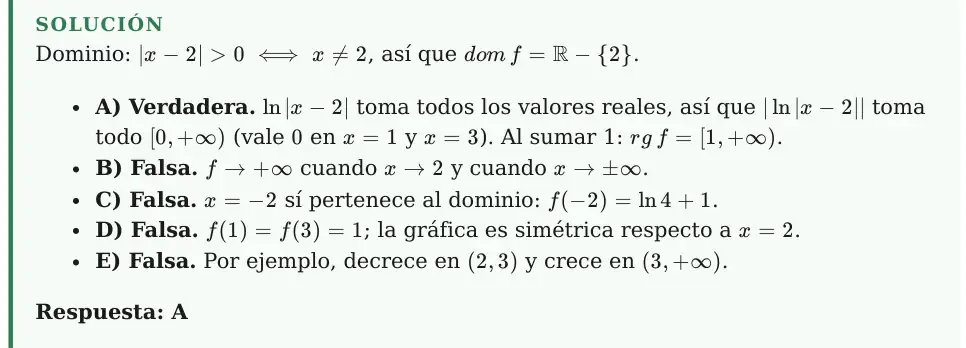 SOLUCIÓN
Dominio: |x − 2| > 0 ⟺ x ≠ 2, así que dom f = ℝ − {2}.
• A) Verdadera. ln |x − 2| toma todos los valores reales, así que | ln |x − 2|| toma
todo [0, +∞) (vale 0 en x = 1 y x = 3). Al sumar 1: rg f = [1, +∞).
• B) Falsa. f → +∞ cuando x → 2 y cuando x → ±∞.
• C) Falsa. x = −2 sí pertenece al dominio: f(−2) = ln 4 + 1.
• D) Falsa. f(1) = f(3) = 1; la gráfica es simétrica respecto a x = 2.
• E) Falsa. Por ejemplo, decrece en (2, 3) y crece en (3, +∞).
Respuesta: A